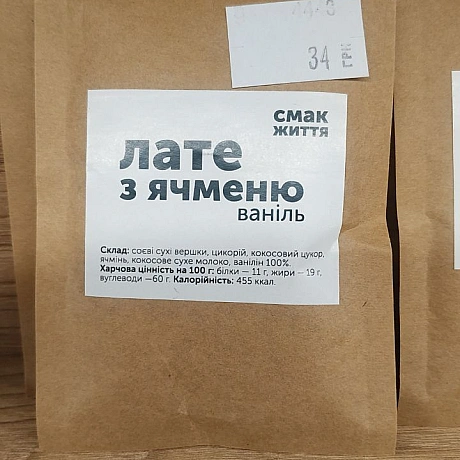 34 ГРН
смак
життя
лате
з ячменю
ваніль
Склад: соєві сухі вершки, цикорій, кокосовий цукор,
ячмінь, кокосове сухе молоко, ванілін 100%.
Харчова цінність на 100 г: білки — 11 г, жири — 19 г,
вуглеводи —60 г. Калорійність: 455 ккал.